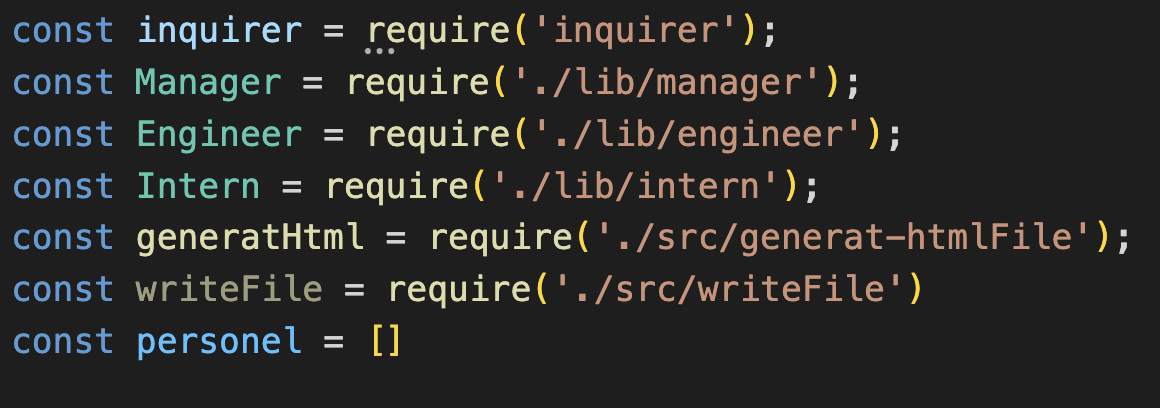 const inquirer = require('inquirer');
const Manager = require('./lib/manager');
const Engineer = require('./lib/engineer');
const Intern = require('./lib/intern');
const generatHtml = require('./src/generat-htmlFile');
const writeFile = require('./src/writeFile')
const personel = []